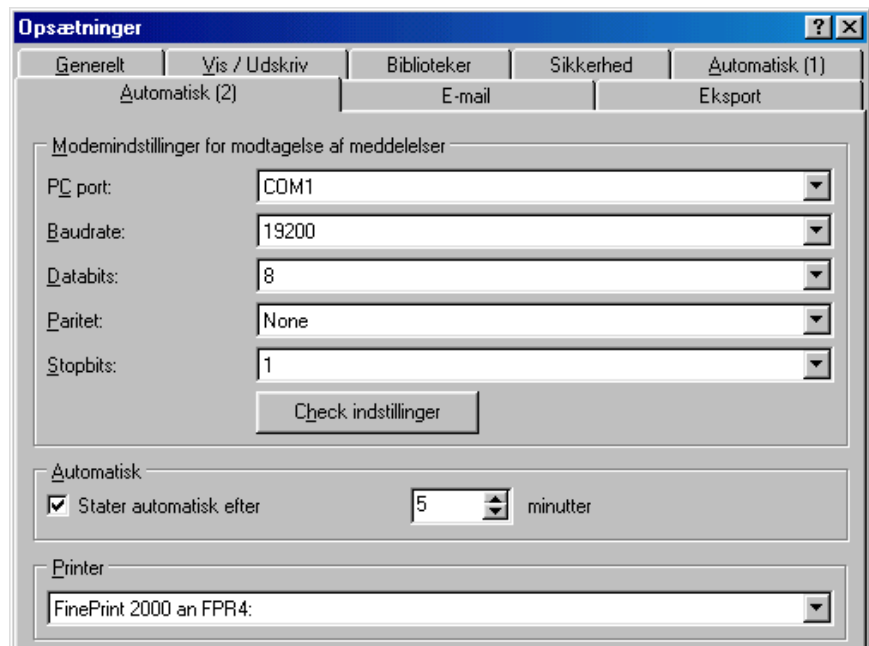 Opsætninger
Generelt Vis / Udskriv Biblioteker Sikkerhed Automatisk (1)
Automatisk (2) E-mail Eksport
Modemindstillinger for modtagelse af meddelelser
PC port: COM1
Baudrate: 19200
Databits: 8
Paritet: None
Stopbits: 1
Check indstillinger
Automatisk
Stater automatisk efter 5 minutter
Printer
FinePrint 2000 an FPR4: